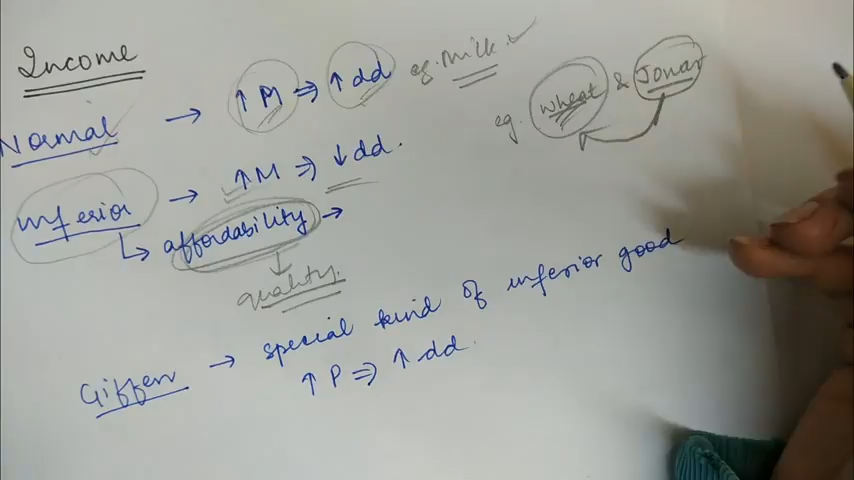 Income
Normal → ↑ M ⇒ ↑ dd eg. Milk ✓
eg. wheat & Jowar
Inferior → ↑M ⇒ ↓ dd.
↳ affordability →
↓
quality.
Giffen → special kind of inferior good
↑ P ⇒ ↑ dd.